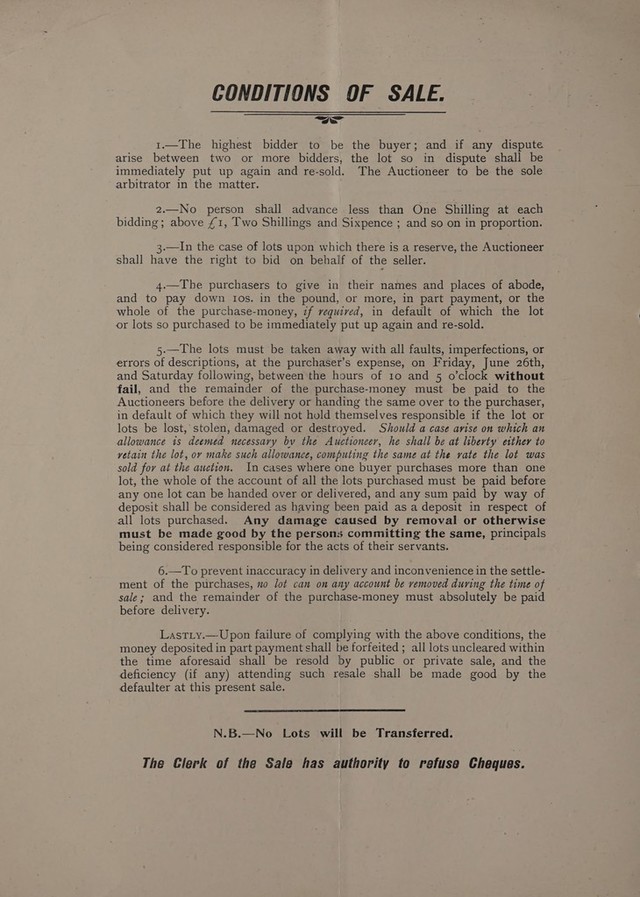 CONDITIONS OF SALE.
1.—The highest bidder to be the buyer; and if any dispute
arise between two or more bidders, the lot so in dispute shall be
immediately put up again and re-sold. The Auctioneer to be the sole
arbitrator in the matter.
2.—No person shall advance less than One Shilling at each
bidding; above £1, Two Shillings and Sixpence; and so on in proportion.
3.—In the case of lots upon which there is a reserve, the Auctioneer
shall have the right to bid on behalf of the seller.
4.—The purchasers to give in their names and places of abode,
and to pay down 10s. in the pound, or more, in part payment, or the
whole of the purchase-money, if required, in default of which the lot
or lots so purchased to be immediately put up again and re-sold.
5.—The lots must be taken away with all faults, imperfections, or
errors of descriptions, at the purchaser's expense, on Friday, June 26th,
and Saturday following, between the hours of 10 and 5 o'clock without
fail, and the remainder of the purchase-money must be paid to the
Auctioneers before the delivery or handing the same over to the purchaser,
in default of which they will not hold themselves responsible if the lot or
lots be lost, stolen, damaged or destroyed. Should a case arise on which an
allowance is deemed necessary by the Auctioneer, he shall be at liberty either to
retain the lot, or make such allowance, computing the same at the rate the lot was
sold for at the auction. In cases where one buyer purchases more than one
lot, the whole of the account of all the lots purchased must be paid before
any one lot can be handed over or delivered, and any sum paid by way of
deposit shall be considered as having been paid as a deposit in respect of
all lots purchased. Any damage caused by removal or otherwise
must be made good by the persons committing the same, principals
being considered responsible for the acts of their servants.
6.—To prevent inaccuracy in delivery and inconvenience in the settle-
ment of the purchases, no lot can on any account be removed during the time of
sale; and the remainder of the purchase-money must absolutely be paid
before delivery.
LASTLY.—Upon failure of complying with the above conditions, the
money deposited in part payment shall be forfeited; all lots uncleared within
the time aforesaid shall be resold by public or private sale, and the
deficiency (if any) attending such resale shall be made good by the
defaulter at this present sale.
N.B.—No Lots will be Transferred.
The Clerk of the Sale has authority to refuse Cheques.